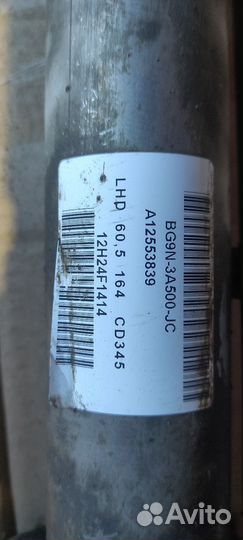 BG9N-3A500-JC
A12553839
LHD 60,5 164 CD345
12H24F1414
Avito